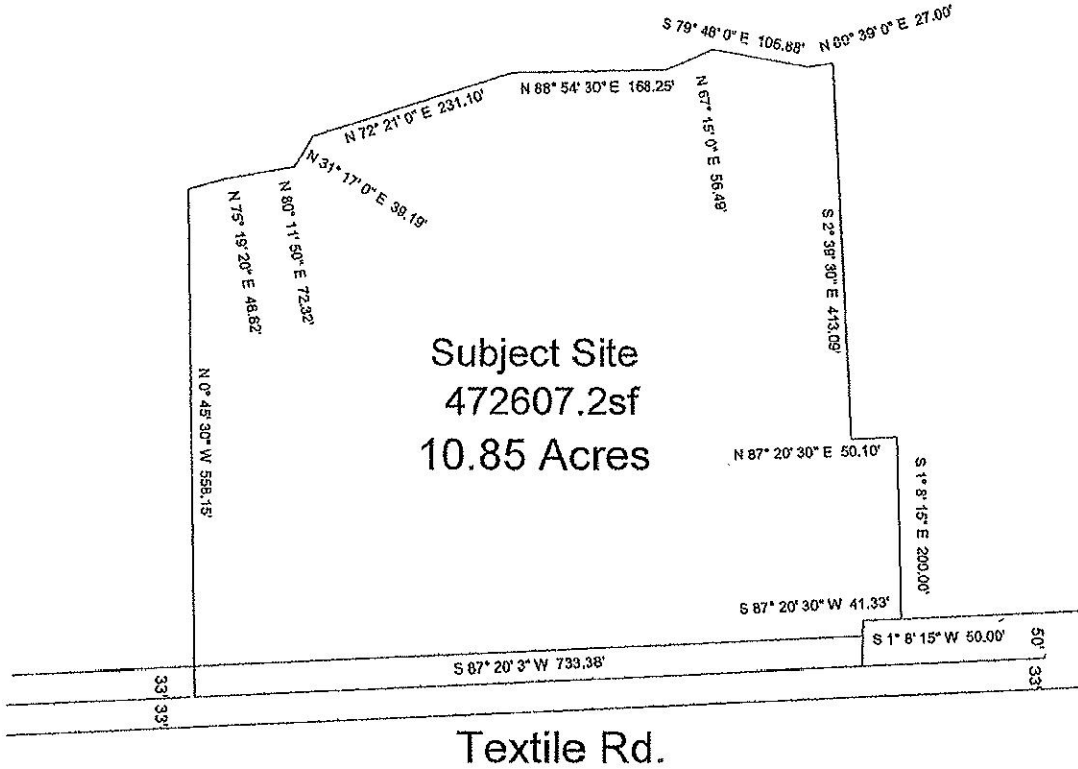 S 79° 48' 0" E 105.88'
N 80° 39' 0" E 27.00'
N 88° 54' 30" E 168.25'
N 72° 21' 0" E 231.10'
N 67° 15' 0" E 56.49'
N 31° 17' 0" E 39.19'
N 80° 11' 50" E 72.32'
N 75° 19' 20" E 48.62'
S 2° 39' 30" E 413.09'
Subject Site
472607.2sf
10.85 Acres
N 0° 45' 30" W 558.15'
N 87° 20' 30" E 50.10'
S 1° 8' 15" E 200.00'
S 87° 20' 30" W 41.33'
S 1° 8' 15" W 50.00'
50'
S 87° 20' 3" W 733.38'
33'
33'
33'
Textile Rd.